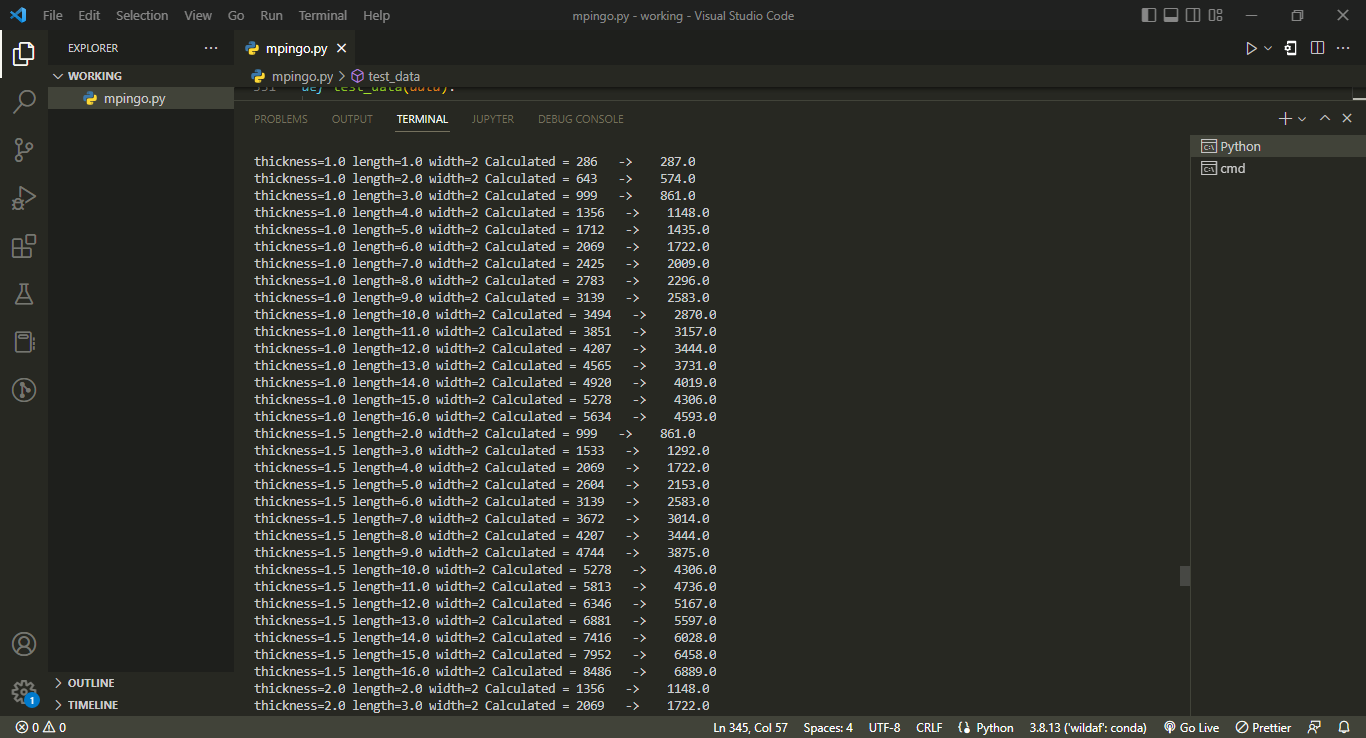 File Edit Selection View Go Run Terminal Help mpingo.py - working - Visual Studio Code
EXPLORER
mpingo.py
WORKING
mpingo.py > test_data
mpingo.py
351 def test_data(data):
PROBLEMS OUTPUT TERMINAL JUPYTER DEBUG CONSOLE
thickness=1.0 length=1.0 width=2 Calculated = 286 -> 287.0
thickness=1.0 length=2.0 width=2 Calculated = 643 -> 574.0
thickness=1.0 length=3.0 width=2 Calculated = 999 -> 861.0
thickness=1.0 length=4.0 width=2 Calculated = 1356 -> 1148.0
thickness=1.0 length=5.0 width=2 Calculated = 1712 -> 1435.0
thickness=1.0 length=6.0 width=2 Calculated = 2069 -> 1722.0
thickness=1.0 length=7.0 width=2 Calculated = 2425 -> 2009.0
thickness=1.0 length=8.0 width=2 Calculated = 2783 -> 2296.0
thickness=1.0 length=9.0 width=2 Calculated = 3139 -> 2583.0
thickness=1.0 length=10.0 width=2 Calculated = 3494 -> 2870.0
thickness=1.0 length=11.0 width=2 Calculated = 3851 -> 3157.0
thickness=1.0 length=12.0 width=2 Calculated = 4207 -> 3444.0
thickness=1.0 length=13.0 width=2 Calculated = 4565 -> 3731.0
thickness=1.0 length=14.0 width=2 Calculated = 4920 -> 4019.0
thickness=1.0 length=15.0 width=2 Calculated = 5278 -> 4306.0
thickness=1.0 length=16.0 width=2 Calculated = 5634 -> 4593.0
thickness=1.5 length=2.0 width=2 Calculated = 999 -> 861.0
thickness=1.5 length=3.0 width=2 Calculated = 1533 -> 1292.0
thickness=1.5 length=4.0 width=2 Calculated = 2069 -> 1722.0
thickness=1.5 length=5.0 width=2 Calculated = 2604 -> 2153.0
thickness=1.5 length=6.0 width=2 Calculated = 3139 -> 2583.0
thickness=1.5 length=7.0 width=2 Calculated = 3672 -> 3014.0
thickness=1.5 length=8.0 width=2 Calculated = 4207 -> 3444.0
thickness=1.5 length=9.0 width=2 Calculated = 4744 -> 3875.0
thickness=1.5 length=10.0 width=2 Calculated = 5278 -> 4306.0
thickness=1.5 length=11.0 width=2 Calculated = 5813 -> 4736.0
thickness=1.5 length=12.0 width=2 Calculated = 6346 -> 5167.0
thickness=1.5 length=13.0 width=2 Calculated = 6881 -> 5597.0
thickness=1.5 length=14.0 width=2 Calculated = 7416 -> 6028.0
thickness=1.5 length=15.0 width=2 Calculated = 7952 -> 6458.0
thickness=1.5 length=16.0 width=2 Calculated = 8486 -> 6889.0
thickness=2.0 length=2.0 width=2 Calculated = 1356 -> 1148.0
thickness=2.0 length=3.0 width=2 Calculated = 2069 -> 1722.0
Python
cmd
OUTLINE
TIMELINE
1
0 0 Ln 345, Col 57 Spaces: 4 UTF-8 CRLF Python 3.8.13 ('wildaf': conda) Go Live Prettier